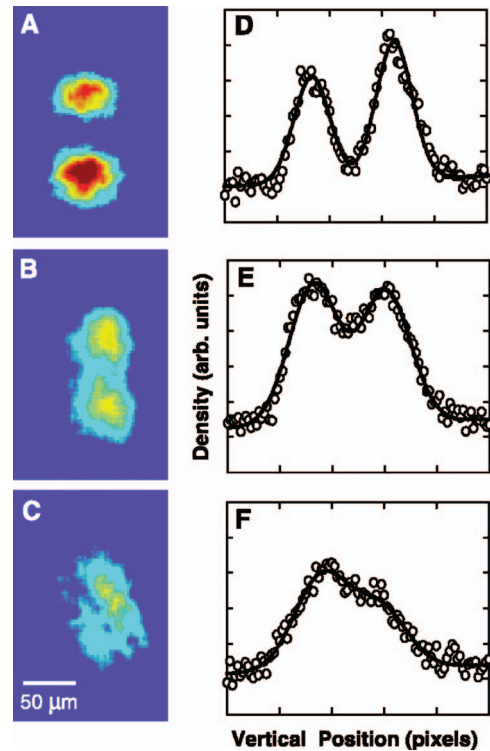 A
D
B
E
Density (arb. units)
C
F
50 µm
Vertical Position (pixels)